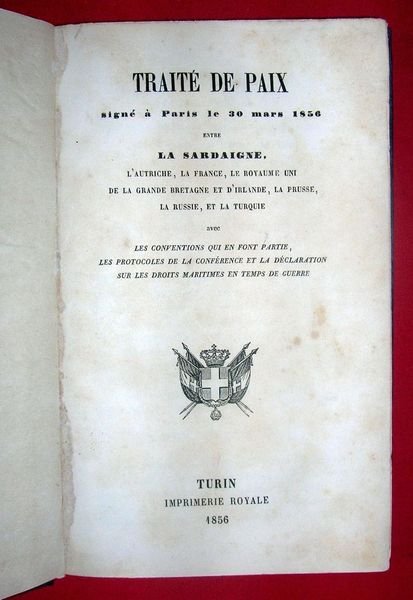 TRAITÉ DE PAIX
signé à Paris le 30 mars 1856
ENTRE
LA SARDAIGNE,
L'AUTRICHE, LA FRANCE, LE ROYAUME UNI
DE LA GRANDE BRETAGNE ET D'IRLANDE, LA PRUSSE,
LA RUSSIE, ET LA TURQUIE
avec
LES CONVENTIONS QUI EN FONT PARTIE,
LES PROTOCOLES DE LA CONFÉRENCE ET LA DÉCLARATION
SUR LES DROITS MARITIMES EN TEMPS DE GUERRE
TURIN
IMPRIMERIE ROYALE
1856